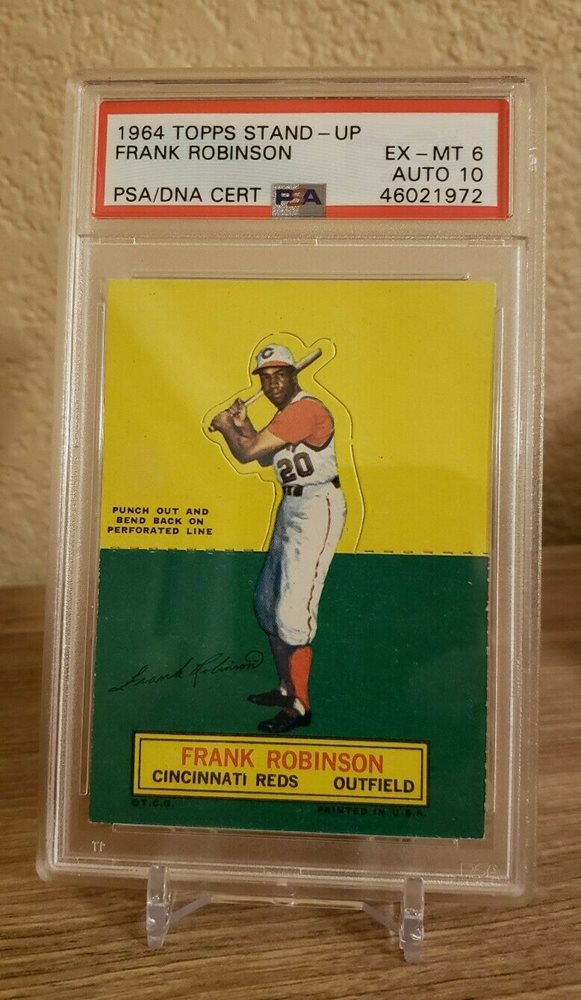 1964 TOPPS STAND-UP
FRANK ROBINSON EX-MT 6
AUTO 10
PSA/DNA CERT PSA 46021972
C
20
PUNCH OUT AND
BEND BACK ON
PERFORATED LINE
Frank Robinson
FRANK ROBINSON
CINCINNATI REDS OUTFIELD
©T.C.G. PRINTED IN U.S.A.
PSA